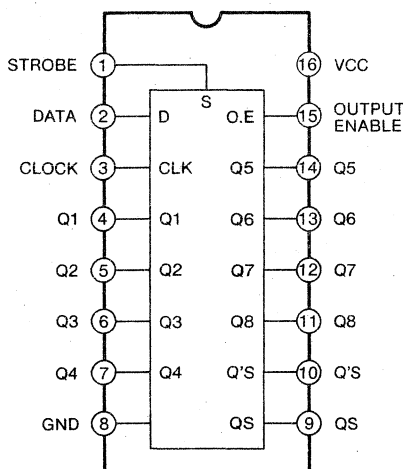 STROBE 1 16 VCC
S
DATA 2 D O.E 15 OUTPUT ENABLE
CLOCK 3 CLK Q5 14 Q5
Q1 4 Q1 Q6 13 Q6
Q2 5 Q2 Q7 12 Q7
Q3 6 Q3 Q8 11 Q8
Q4 7 Q4 Q'S 10 Q'S
GND 8 QS 9 QS